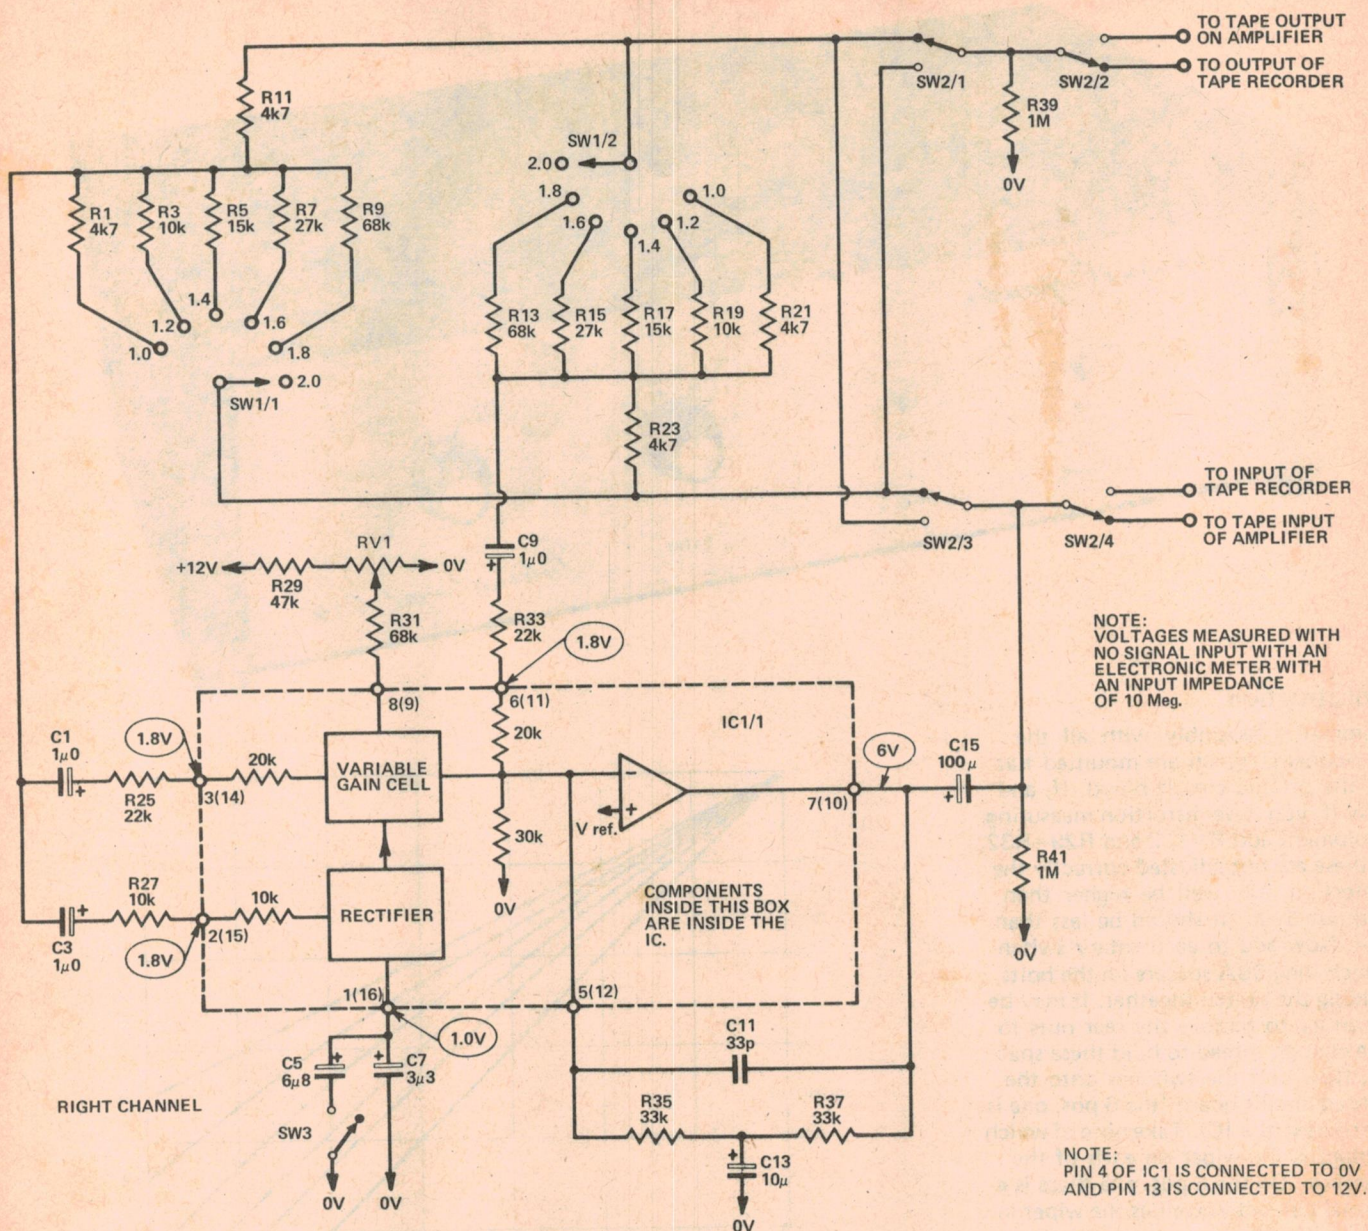 TO TAPE OUTPUT
ON AMPLIFIER
TO OUTPUT OF
TAPE RECORDER
SW2/1
SW2/2
R39
1M
0V
R11
4k7
SW1/2
2.0
1.8
1.6
1.4
1.2
1.0
R1
4k7
R3
10k
R5
15k
R7
27k
R9
68k
1.0
1.2
1.4
1.6
1.8
2.0
SW1/1
R13
68k
R15
27k
R17
15k
R19
10k
R21
4k7
R23
4k7
TO INPUT OF
TAPE RECORDER
TO TAPE INPUT
OF AMPLIFIER
SW2/3
SW2/4
+12V
R29
47k
RV1
0V
R31
68k
C9
1μ0
+
R33
22k
1.8V
NOTE:
VOLTAGES MEASURED WITH
NO SIGNAL INPUT WITH AN
ELECTRONIC METER WITH
AN INPUT IMPEDANCE
OF 10 Meg.
8(9)
6(11)
IC1/1
C1
1μ0
+
R25
22k
1.8V
3(14)
20k
VARIABLE
GAIN CELL
20k
30k
0V
−
+
V ref.
6V
7(10)
C15
100μ
+
R41
1M
0V
C3
1μ0
+
R27
10k
1.8V
2(15)
10k
RECTIFIER
COMPONENTS
INSIDE THIS BOX
ARE INSIDE THE
IC.
1(16)
1.0V
5(12)
C5
6μ8
+
C7
3μ3
+
SW3
0V
0V
C11
33p
R35
33k
R37
33k
C13
10μ
+
0V
RIGHT CHANNEL
NOTE:
PIN 4 OF IC1 IS CONNECTED TO 0V
AND PIN 13 IS CONNECTED TO 12V.